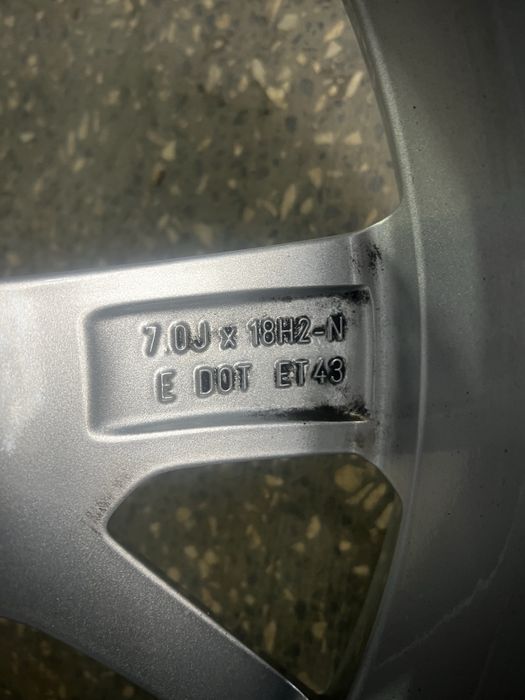 7.0J x 18H2-N
E DOT ET43